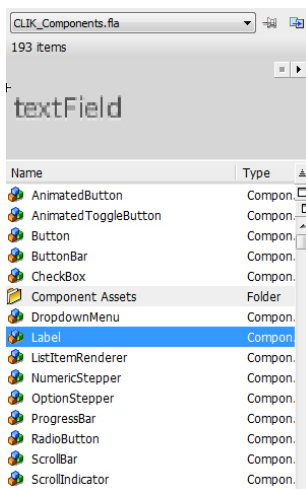 CLIK_Components.fla
193 items
textField
Name Type
AnimatedButton Compon.
AnimatedToggleButton Compon.
Button Compon.
ButtonBar Compon.
CheckBox Compon.
Component Assets Folder
DropdownMenu Compon.
Label Compon.
ListItemRenderer Compon.
NumericStepper Compon.
OptionStepper Compon.
ProgressBar Compon.
RadioButton Compon.
ScrollBar Compon.
ScrollIndicator Compon.